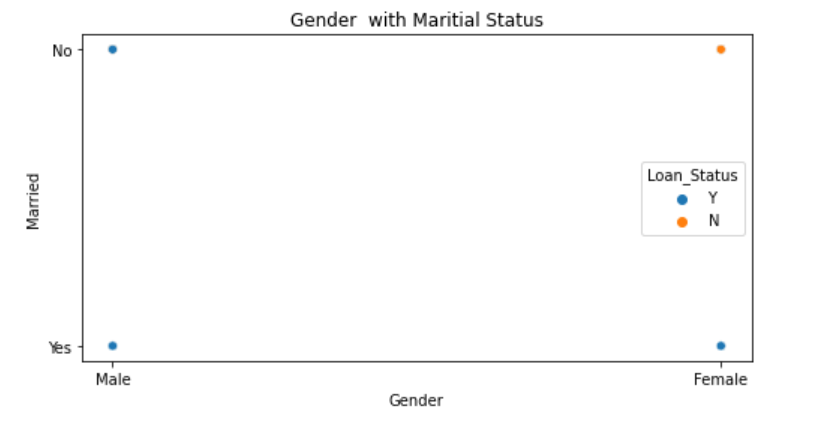 Gender  with Maritial Status
No
Married
Loan_Status
Y
N
Yes
Male Female
Gender